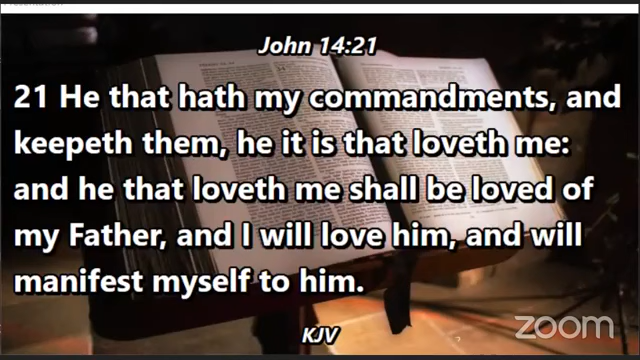 John 14:21
21 He that hath my commandments, and
keepeth them, he it is that loveth me:
and he that loveth me shall be loved of
my Father, and I will love him, and will
manifest myself to him.
KJV
zoom